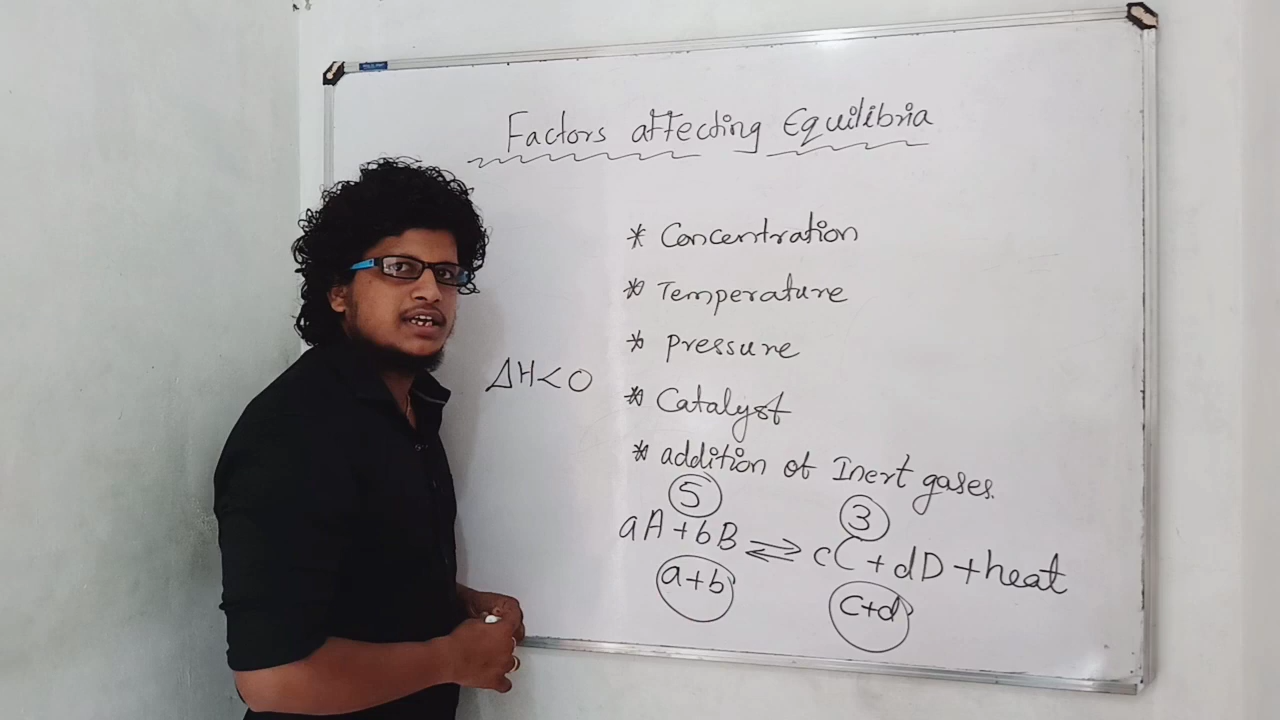 Factors affecting Equilibria
* Concentration
* Temperature
* Pressure
ΔH<O
* Catalyst
* addition of Inert gases.
5 3
aA+bB ⇌ cC+dD+heat
a+b c+d